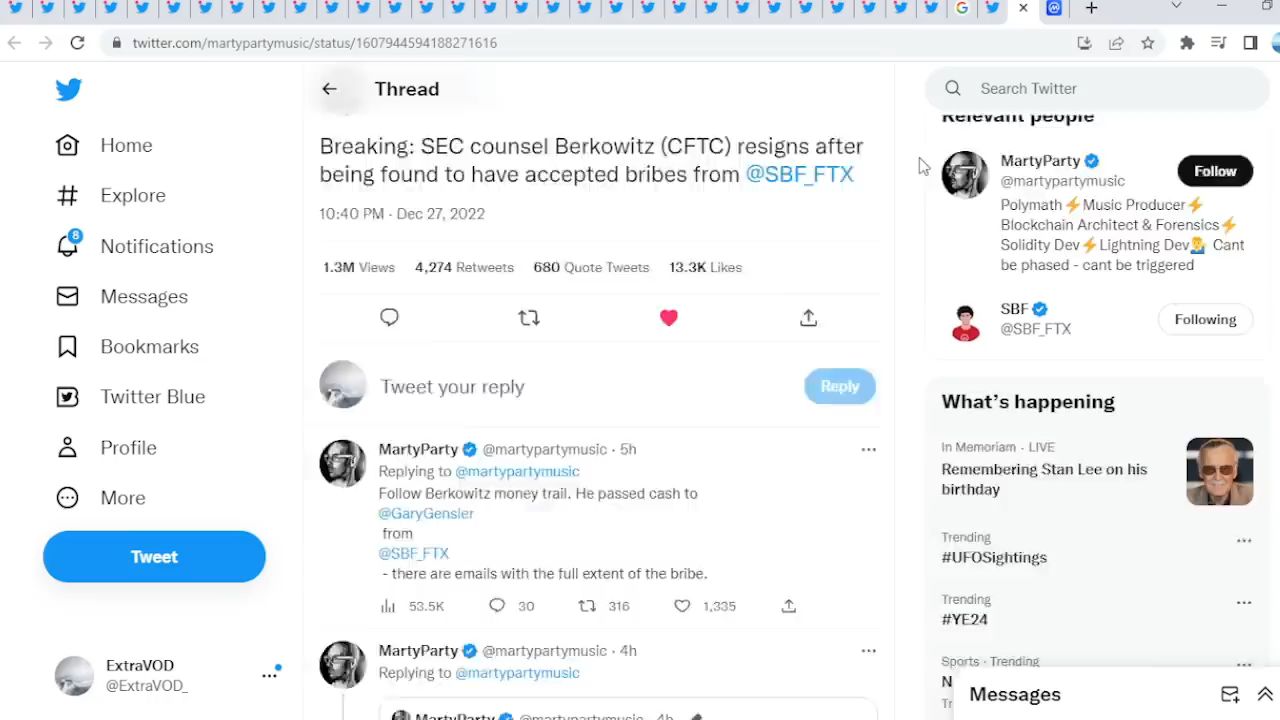 twitter.com/martypartymusic/status/1607944594188271616
Home
Explore
8
Notifications
Messages
Bookmarks
Twitter Blue
Profile
More
Tweet
ExtraVOD
@ExtraVOD_
Thread
Breaking: SEC counsel Berkowitz (CFTC) resigns after
being found to have accepted bribes from @SBF_FTX
10:40 PM · Dec 27, 2022
1.3M Views 4,274 Retweets 680 Quote Tweets 13.3K Likes
Tweet your reply
Reply
MartyParty @martypartymusic · 5h
Replying to @martypartymusic
Follow Berkowitz money trail. He passed cash to
@GaryGensler
from
@SBF_FTX
- there are emails with the full extent of the bribe.
53.5K 30 316 1,335
MartyParty @martypartymusic · 4h
Replying to @martypartymusic
MartyParty @martypartymusic · 4h
Search Twitter
Relevant people
MartyParty
@martypartymusic
Follow
Polymath⚡Music Producer⚡
Blockchain Architect & Forensics⚡
Solidity Dev⚡Lightning Dev🤷‍♂️ Cant
be phased - cant be triggered
SBF
@SBF_FTX
Following
What's happening
In Memoriam · LIVE
Remembering Stan Lee on his
birthday
Trending
#UFOSightings
Trending
#YE24
Sports · Trending
Messages